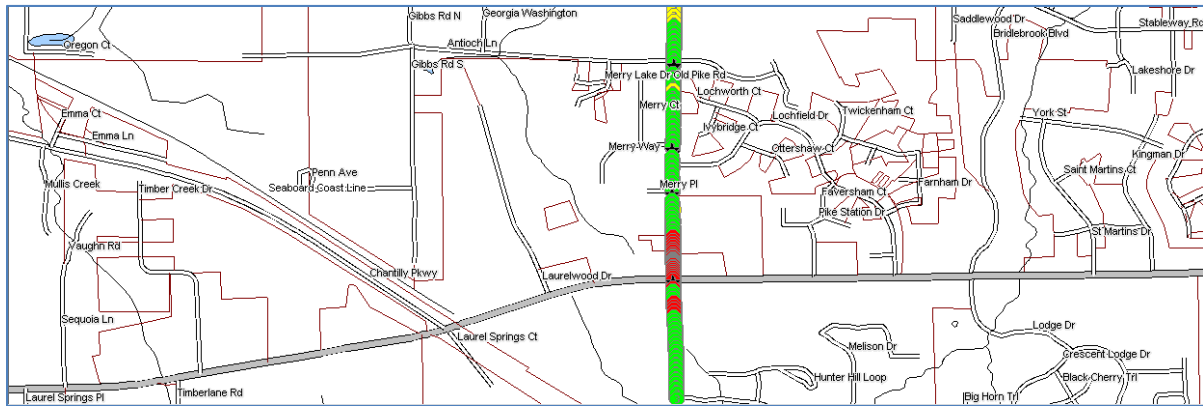 Gibbs Rd N
Georgia Washington
Saddlewood Dr
Stableway Rd
Bridlebrook Blvd
Oregon Ct
Antioch Ln
Gibbs Rd S
Merry Lake Dr
Old Pike Rd
Lakeshore Dr
Lochworth Ct
Merry Ct
Emma Ct
Lochfield Dr
Twickenham Ct
York St
Ivybridge Ct
Emma Ln
Merry Way
Ottershaw Ct
Kingman Dr
Penn Ave
Saint Martins Ct
Mullis Creek
Timber Creek Dr
Seaboard Coast Line
Merry Pl
Farnham Dr
Faversham Ct
Pike Station Dr
St Martins Dr
Vaughn Rd
Chantilly Pkwy
Laurelwood Dr
Sequoia Ln
Laurel Springs Ct
Lodge Dr
Melison Dr
Crescent Lodge Dr
Hunter Hill Loop
Black Cherry Trl
Timberlane Rd
Laurel Springs Pl
Big Horn Trl